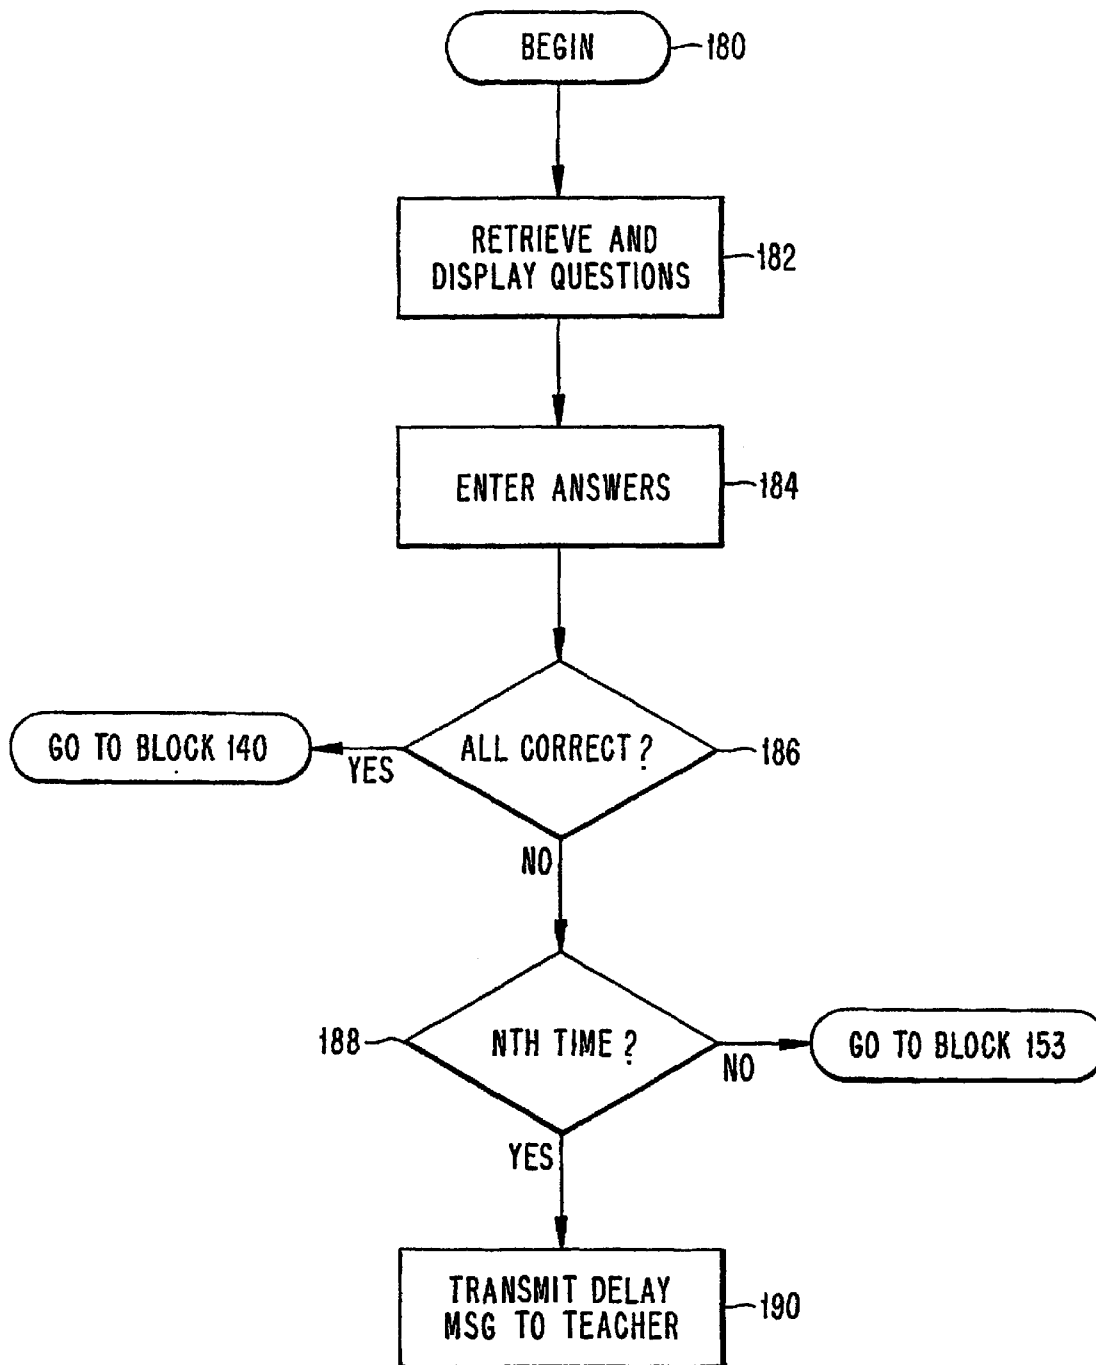 BEGIN
180
RETRIEVE AND
DISPLAY QUESTIONS
182
ENTER ANSWERS
184
ALL CORRECT?
186
YES
GO TO BLOCK 140
NO
NTH TIME?
188
NO
GO TO BLOCK 153
YES
TRANSMIT DELAY
MSG TO TEACHER
190